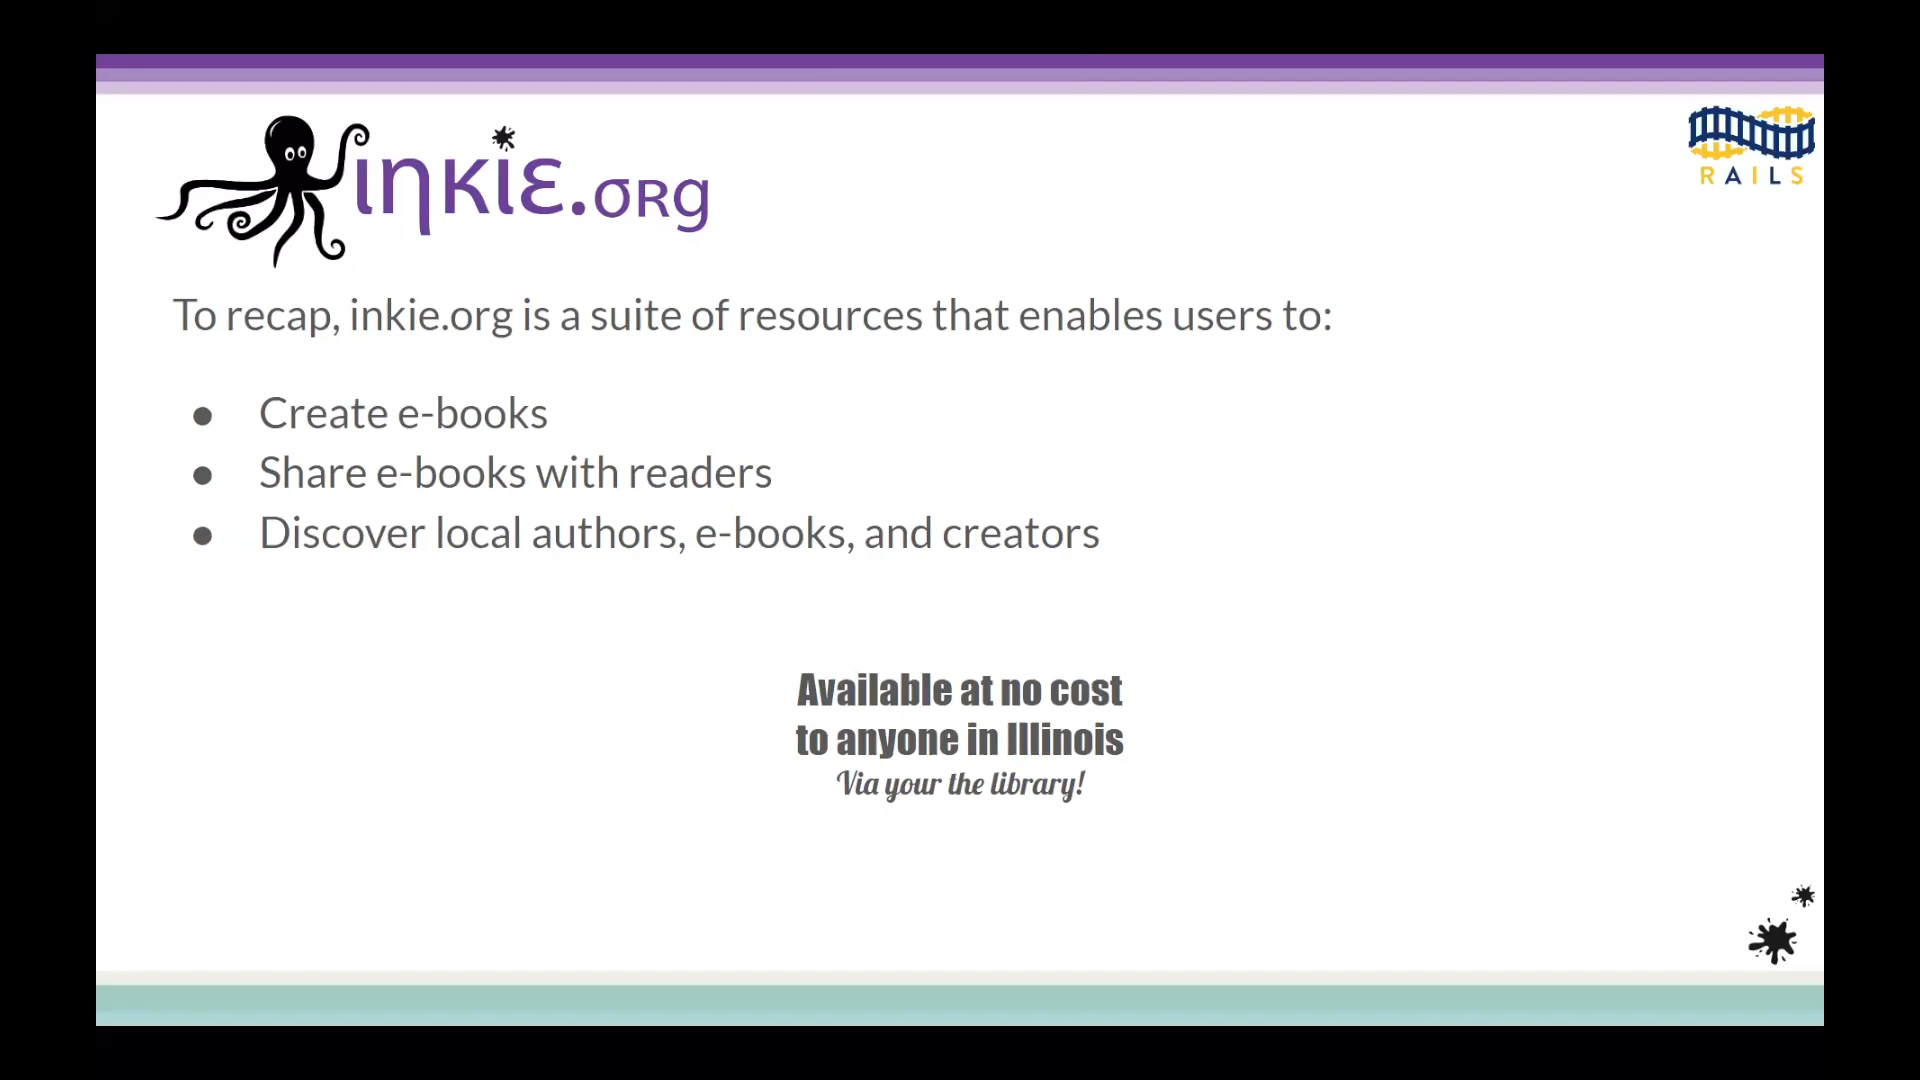 inkie.org
RAILS
To recap, inkie.org is a suite of resources that enables users to:
● Create e-books
● Share e-books with readers
● Discover local authors, e-books, and creators
Available at no cost
to anyone in Illinois
Via your the library!